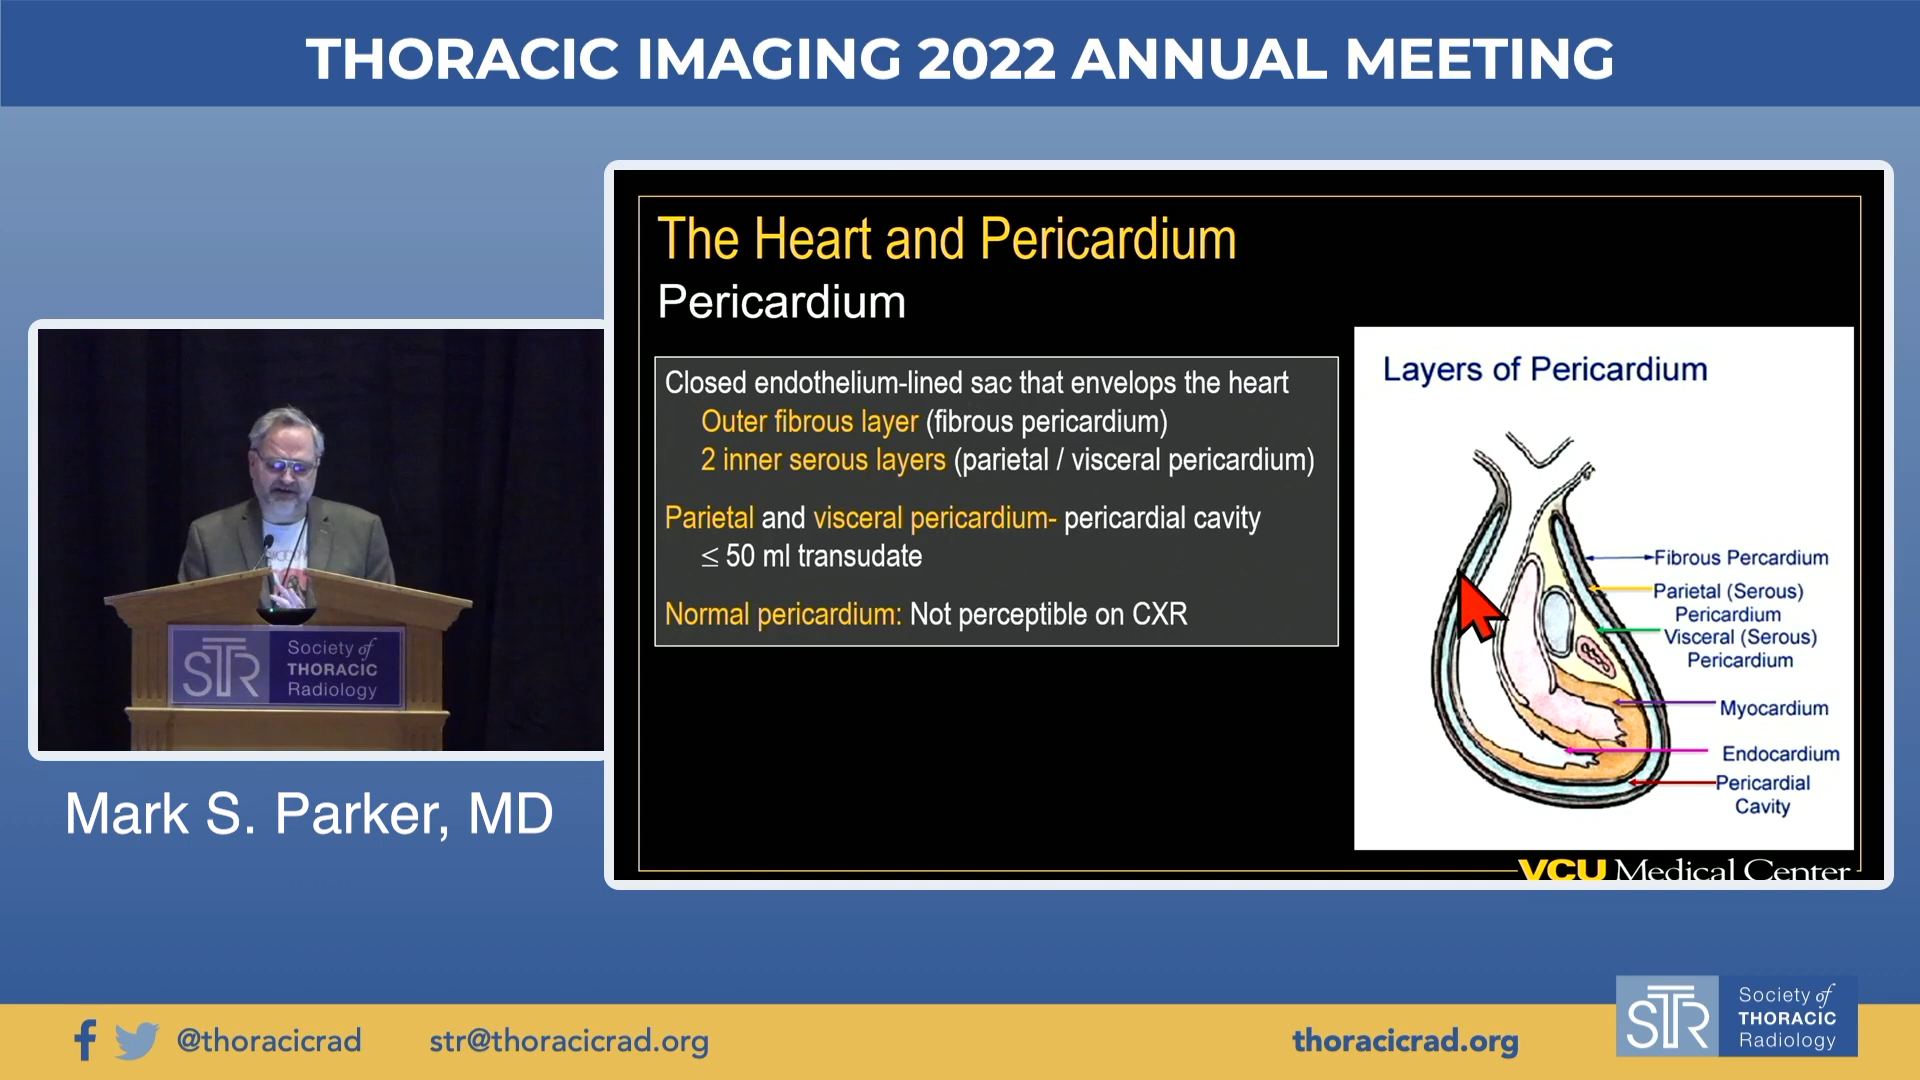 THORACIC IMAGING 2022 ANNUAL MEETING
The Heart and Pericardium
Pericardium
Closed endothelium-lined sac that envelops the heart
Outer fibrous layer (fibrous pericardium)
2 inner serous layers (parietal / visceral pericardium)
Parietal and visceral pericardium- pericardial cavity
≤ 50 ml transudate
Normal pericardium: Not perceptible on CXR
Layers of Pericardium
Fibrous Percardium
Parietal (Serous)
Pericardium
Visceral (Serous)
Pericardium
Myocardium
Endocardium
Pericardial
Cavity
VCU Medical Center
STR
Society of
THORACIC
Radiology
Mark S. Parker, MD
@thoracicrad
str@thoracicrad.org
thoracicrad.org
STR
Society of
THORACIC
Radiology